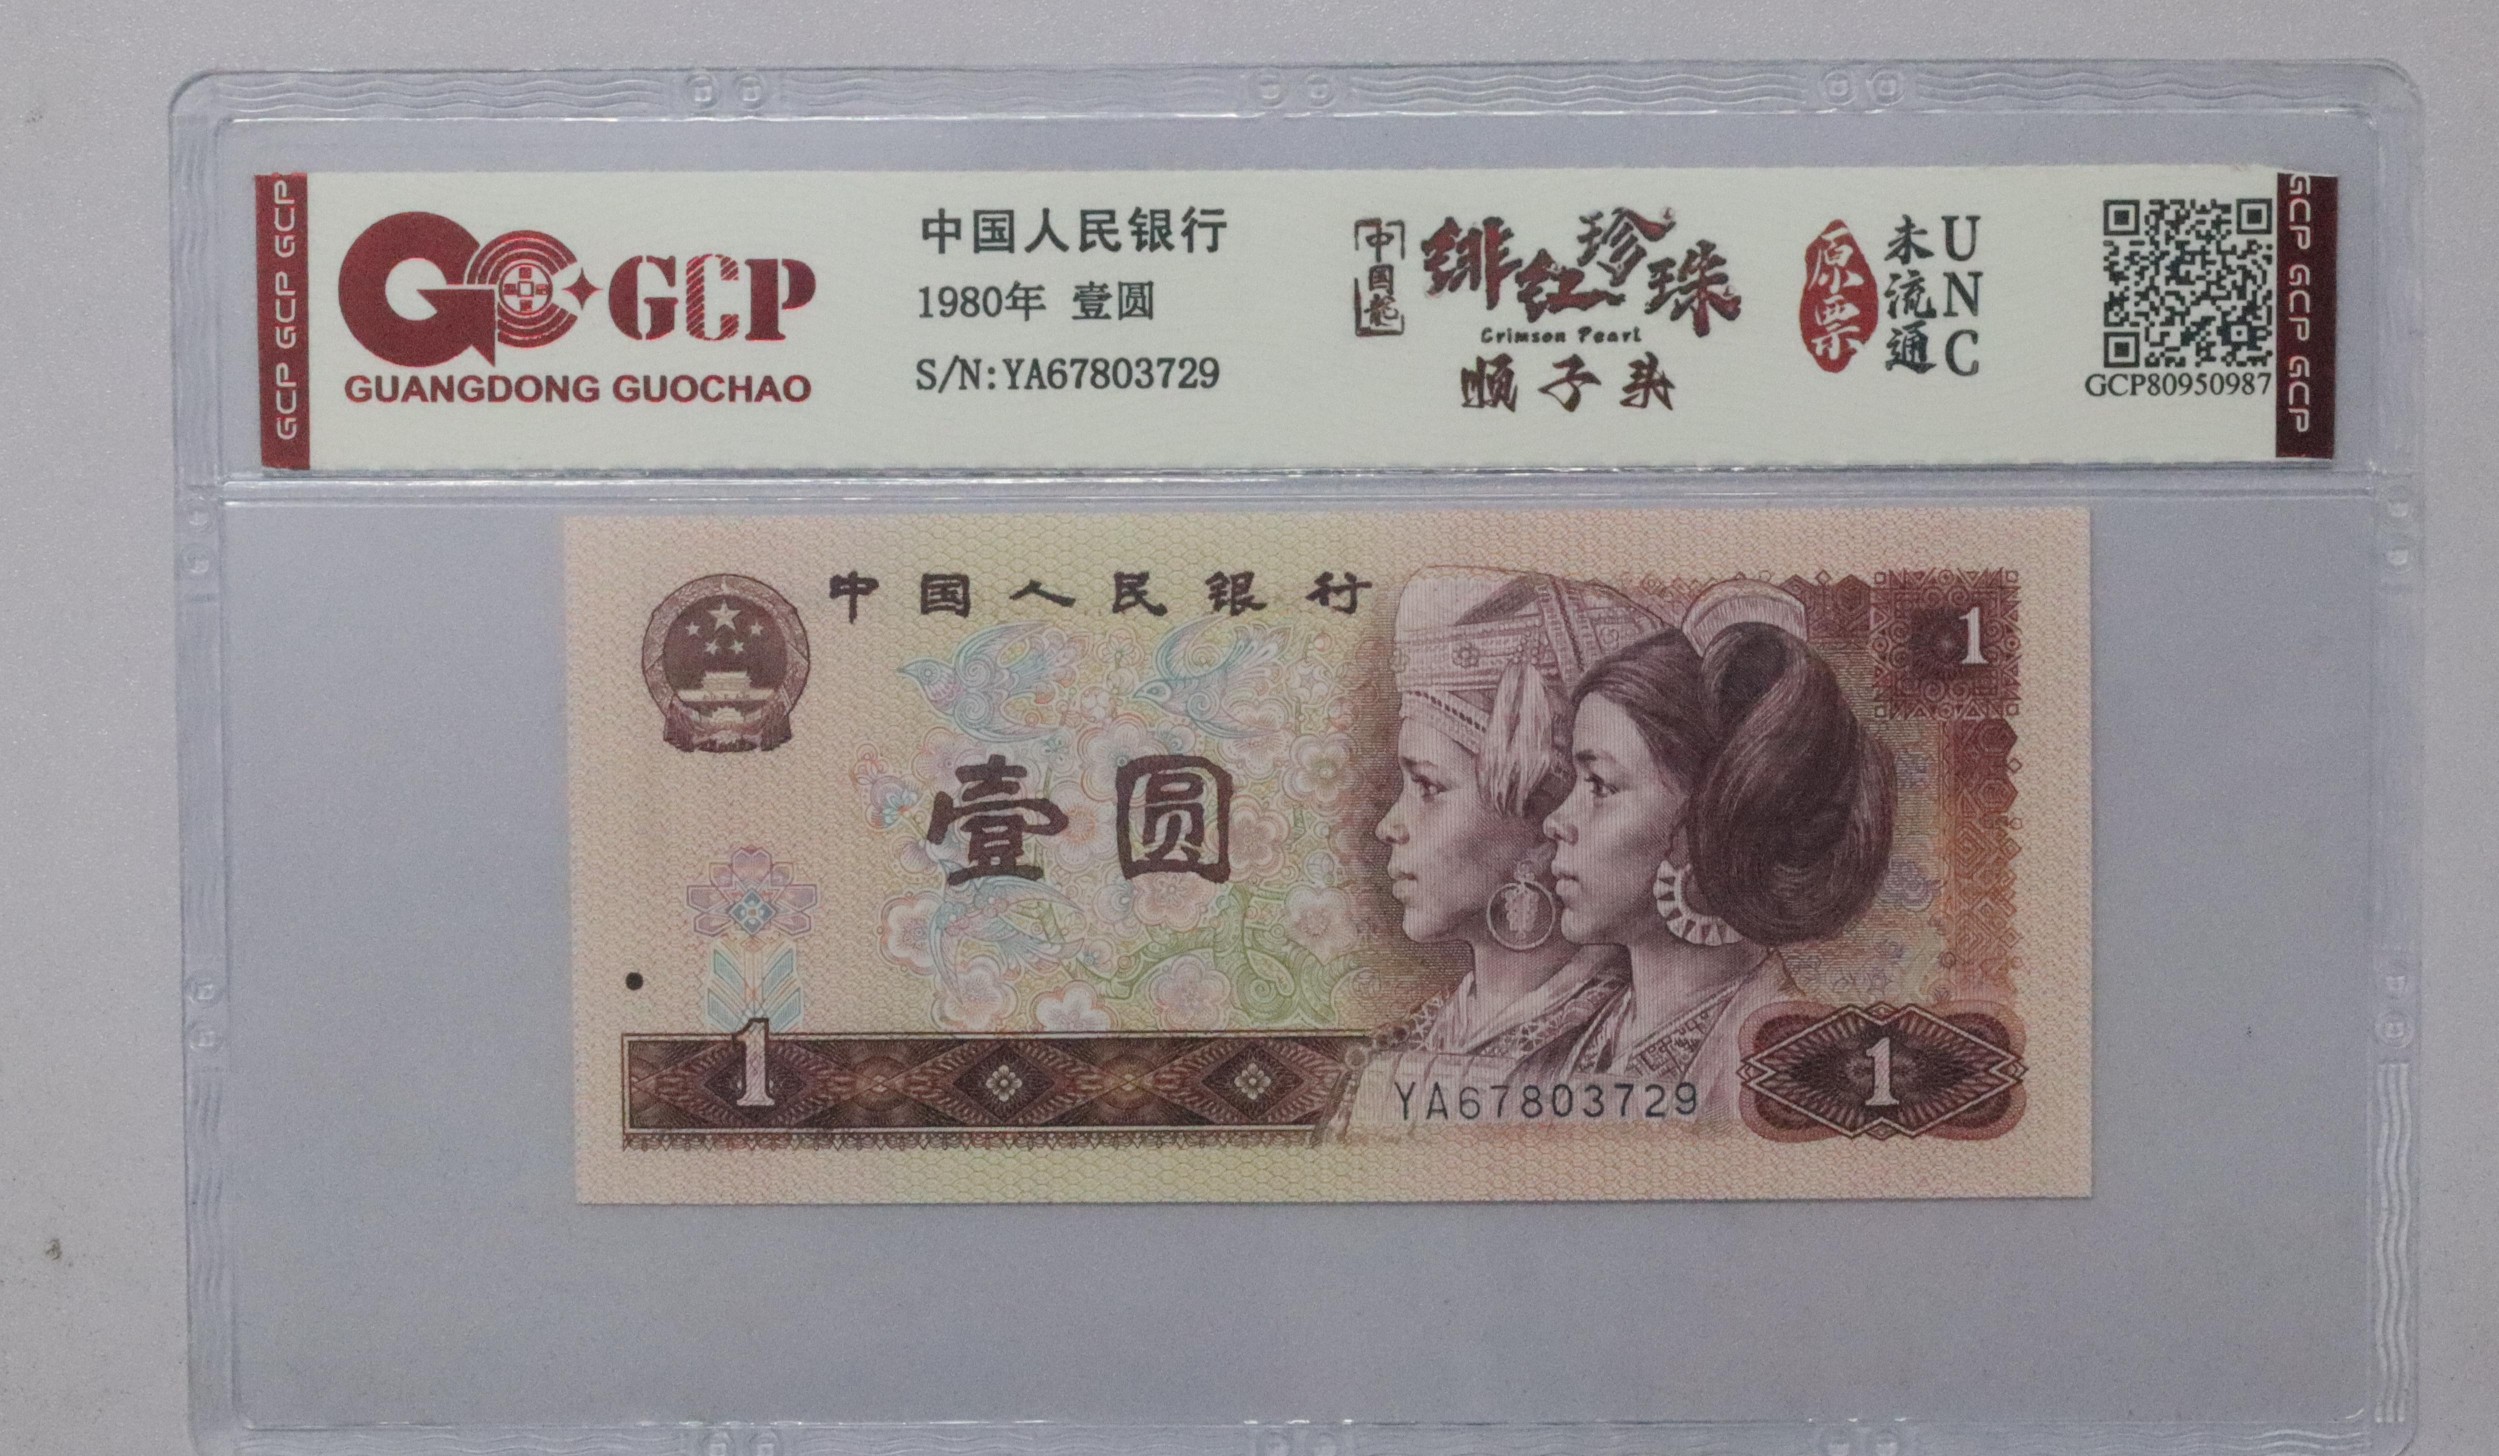 GCP GCP GCP
GCP
GUANGDONG GUOCHAO
中国人民银行
1980年 壹圆
S/N:YA67803729
中国龍
绯红珍珠
Crimson Pearl
顺子头
原票
未流通
UNC
GCP80950987
GCP GCP GCP
中国人民银行
1
壹圆
1
YA67803729
1